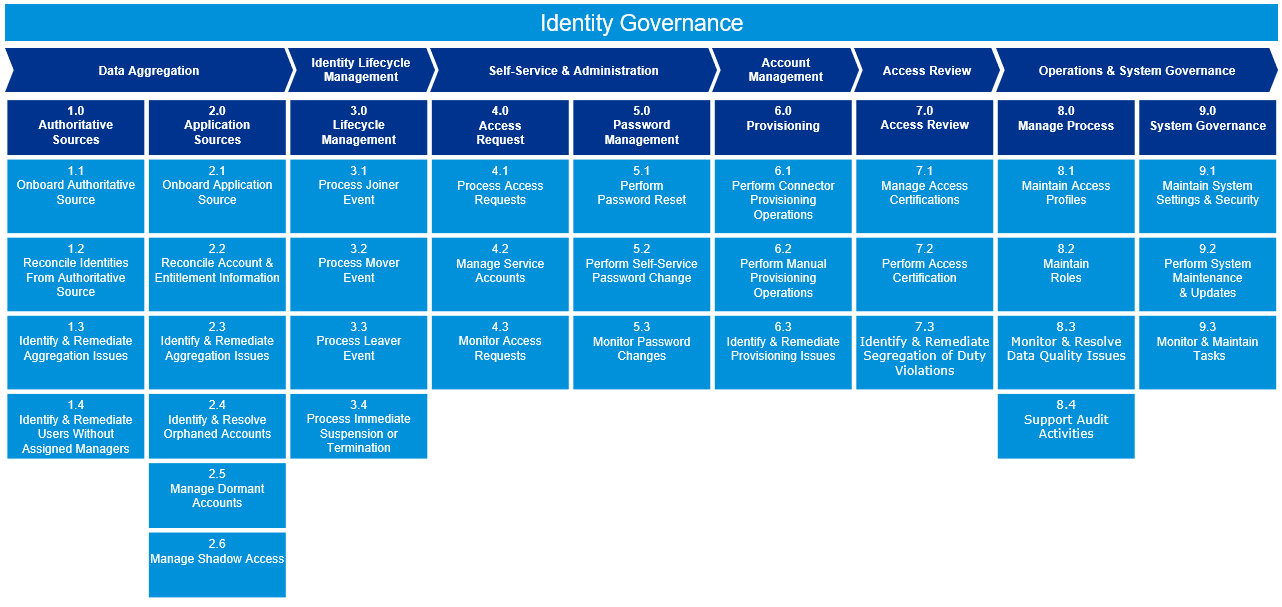 Identity Governance
Data Aggregation
Identity Lifecycle
Management
Self-Service & Administration
Account
Management
Access Review
Operations & System Governance
1.0
Authoritative
Sources
2.0
Application
Sources
3.0
Lifecycle
Management
4.0
Access
Request
5.0
Password
Management
6.0
Provisioning
7.0
Access Review
8.0
Manage Process
9.0
System Governance
1.1
Onboard Authoritative
Source
2.1
Onboard Application
Source
3.1
Process Joiner
Event
4.1
Process Access
Requests
5.1
Perform
Password Reset
6.1
Perform Connector
Provisioning
Operations
7.1
Manage Access
Certifications
8.1
Maintain Access
Profiles
9.1
Maintain System
Settings & Security
1.2
Reconcile Identities
From Authoritative
Source
2.2
Reconcile Account &
Entitlement Information
3.2
Process Mover
Event
4.2
Manage Service
Accounts
5.2
Perform Self-Service
Password Change
6.2
Perform Manual
Provisioning
Operations
7.2
Perform Access
Certification
8.2
Maintain
Roles
9.2
Perform System
Maintenance
& Updates
1.3
Identify & Remediate
Aggregation Issues
2.3
Identify & Remediate
Aggregation Issues
3.3
Process Leaver
Event
4.3
Monitor Access
Requests
5.3
Monitor Password
Changes
6.3
Identify & Remediate
Provisioning Issues
7.3
Identify & Remediate
Segregation of Duty
Violations
8.3
Monitor & Resolve
Data Quality Issues
9.3
Monitor & Maintain
Tasks
1.4
Identify & Remediate
Users Without
Assigned Managers
2.4
Identify & Resolve
Orphaned Accounts
3.4
Process Immediate
Suspension or
Termination
8.4
Support Audit
Activities
2.5
Manage Dormant
Accounts
2.6
Manage Shadow Access